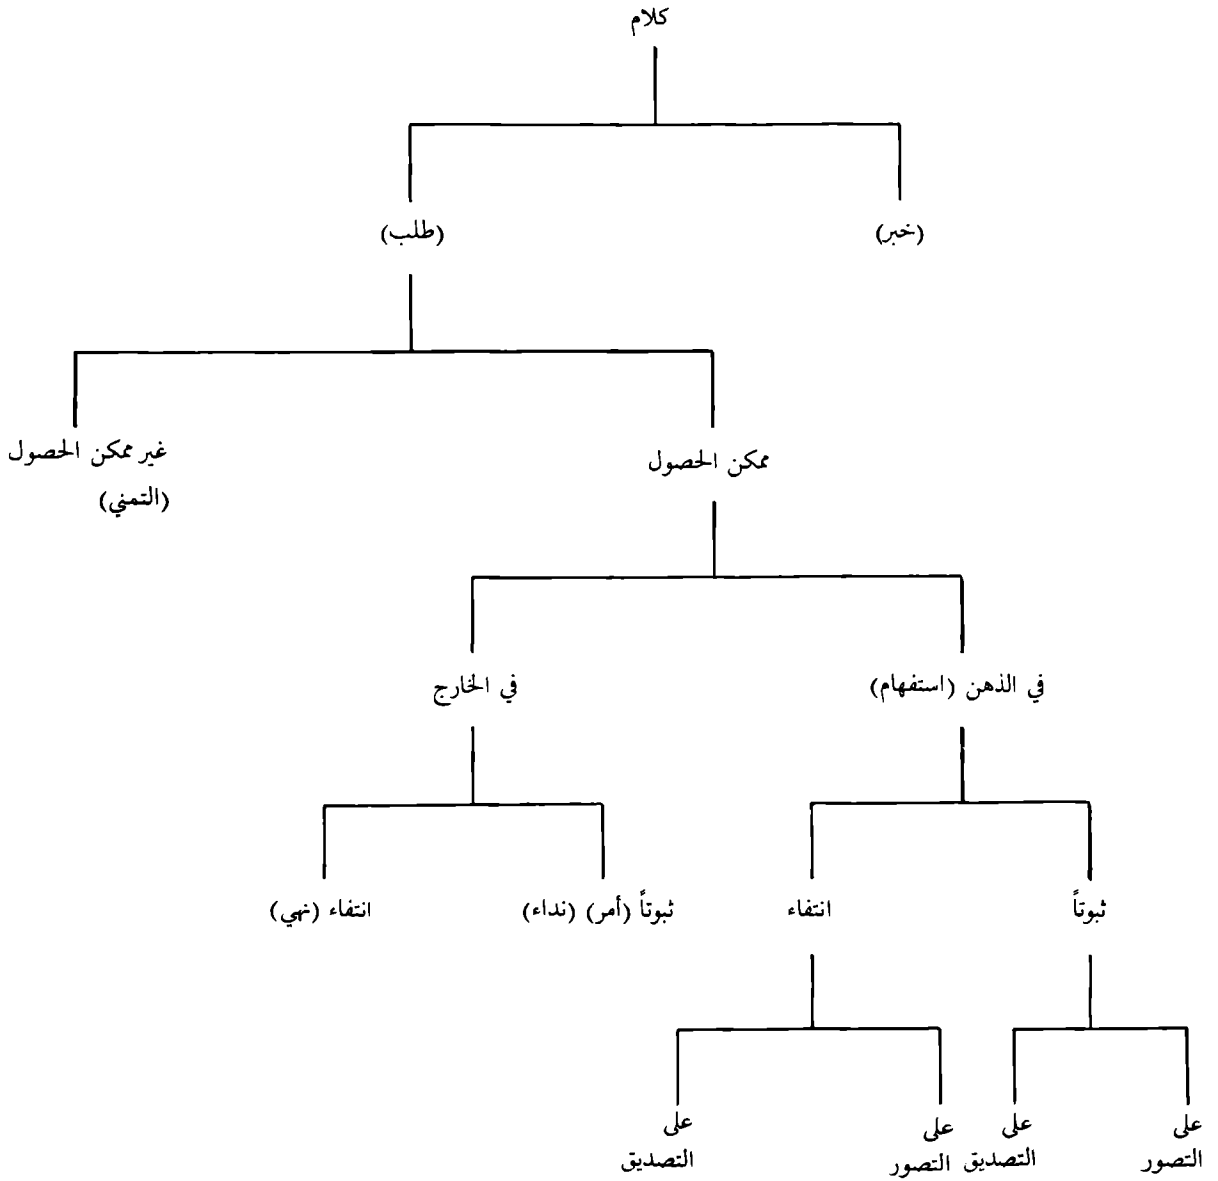 كلام
(خبر)
(طلب)
ممكن الحصول
غير ممكن الحصول
(التمني)
في الذهن (استفهام)
في الخارج
ثبوتاً
انتفاء
ثبوتاً (أمر) (نداء)
انتفاء (نهي)
على
التصور
على
التصديق
على
التصور
على
التصديق